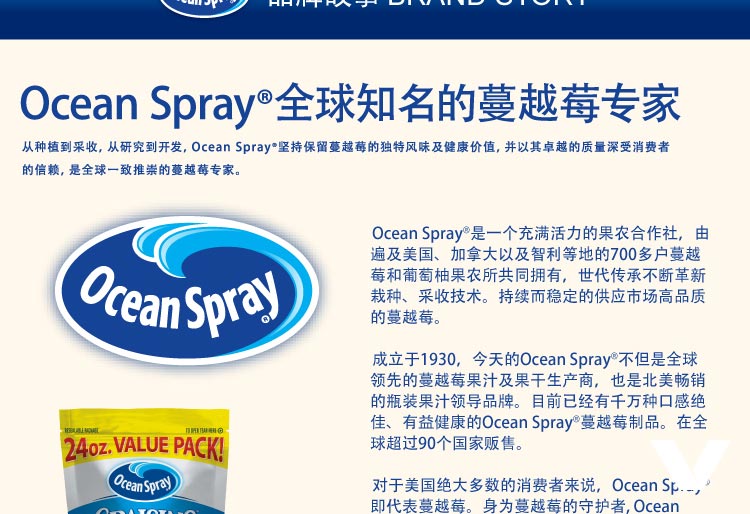 品牌故事 BRAND STORY
Ocean Spray®全球知名的蔓越莓专家
从种植到采收, 从研究到开发, Ocean Spray®坚持保留蔓越莓的独特风味及健康价值, 并以其卓越的质量深受消费者
的信赖, 是全球一致推崇的蔓越莓专家。
Ocean Spray®
Ocean Spray®是一个充满活力的果农合作社，由
遍及美国、加拿大以及智利等地的700多户蔓越
莓和葡萄柚果农所共同拥有，世代传承不断革新
栽种、采收技术。持续而稳定的供应市场高品质
的蔓越莓。
成立于1930，今天的Ocean Spray®不但是全球
领先的蔓越莓果汁及果干生产商，也是北美畅销
的瓶装果汁领导品牌。目前已经有千万种口感绝
佳、有益健康的Ocean Spray®蔓越莓制品。在全
球超过90个国家贩售。
RESEALABLE PACKAGE
TO OPEN TEAR HERE
24oz. VALUE PACK!
Ocean Spray
对于美国绝大多数的消费者来说，Ocean Spray®
即代表蔓越莓。身为蔓越莓的守护者, Ocean